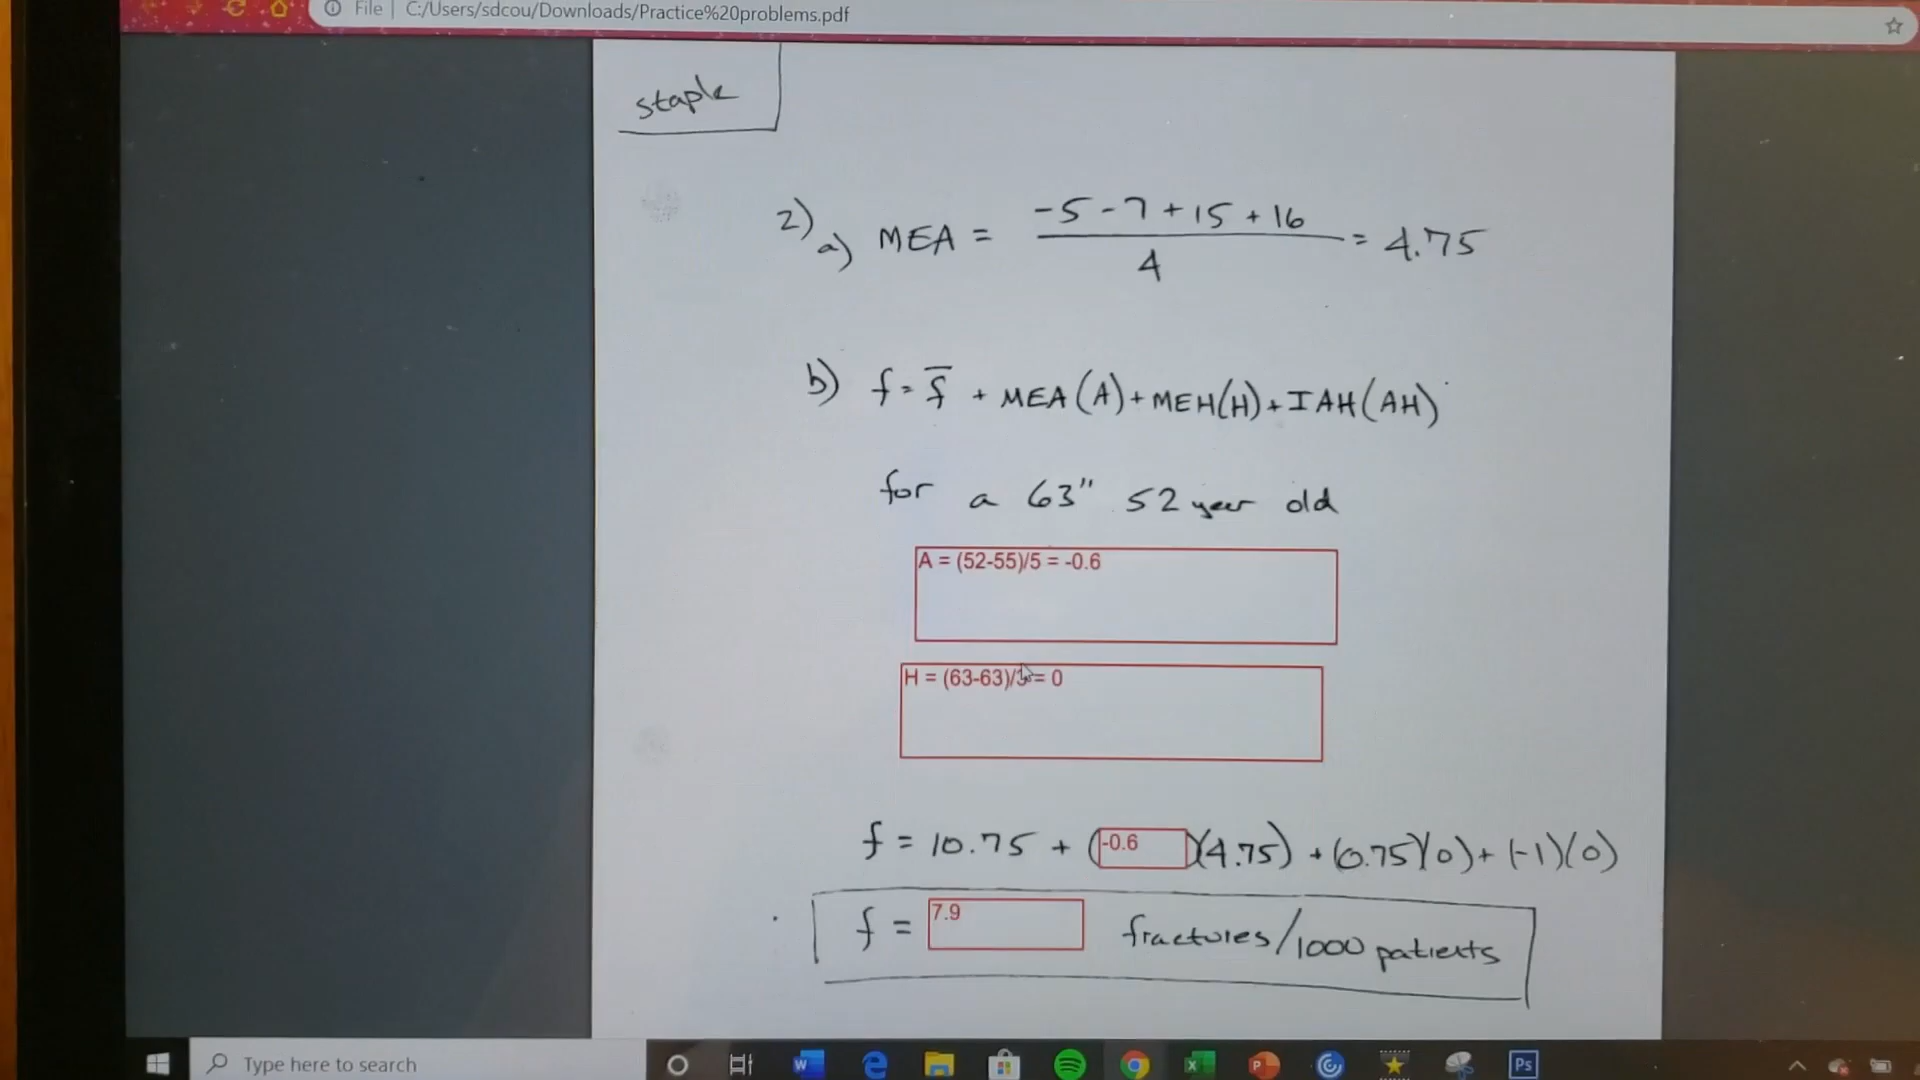 File | C:/Users/sdcou/Downloads/Practice%20problems.pdf
staple
2) a) MEA = -5 - 7 + 15 + 16 / 4 = 4.75
b) f = f̅ + MEA(A) + MEH(H) + IAH(AH)
for a 63" 52 year old
A = (52-55)/5 = -0.6
H = (63-63)/3 = 0
f = 10.75 + (-0.6)(4.75) + (0.75)(0) + (-1)(0)
f = 7.9 fractures/1000 patients
Type here to search
Ps